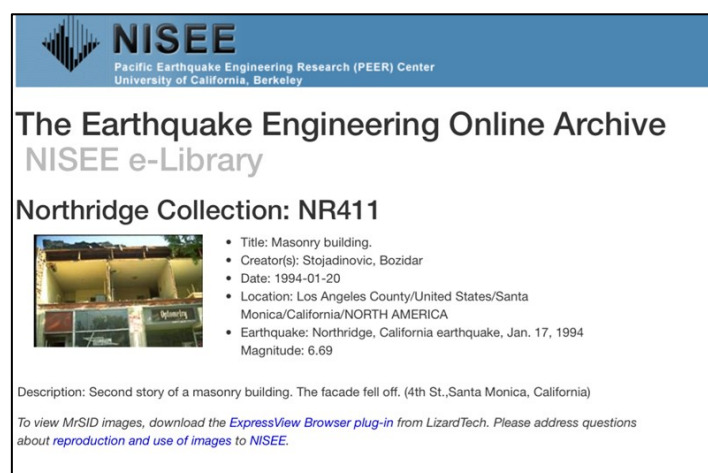 NISEE
Pacific Earthquake Engineering Research (PEER) Center
University of California, Berkeley
The Earthquake Engineering Online Archive
NISEE e-Library
Northridge Collection: NR411
Optometry
• Title: Masonry building.
• Creator(s): Stojadinovic, Bozidar
• Date: 1994-01-20
• Location: Los Angeles County/United States/Santa
Monica/California/NORTH AMERICA
• Earthquake: Northridge, California earthquake, Jan. 17, 1994
Magnitude: 6.69
Description: Second story of a masonry building. The facade fell off. (4th St.,Santa Monica, California)
To view MrSID images, download the ExpressView Browser plug-in from LizardTech. Please address questions
about reproduction and use of images to NISEE.